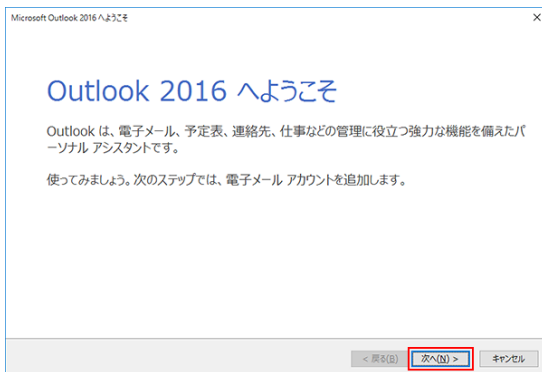 Microsoft Outlook 2016 へようこそ
Outlook 2016 へようこそ
Outlook は、電子メール、予定表、連絡先、仕事などの管理に役立つ強力な機能を備えたパ
ーソナル アシスタントです。
使ってみましょう。次のステップでは、電子メール アカウントを追加します。
< 戻る(B) 次へ(N) > キャンセル